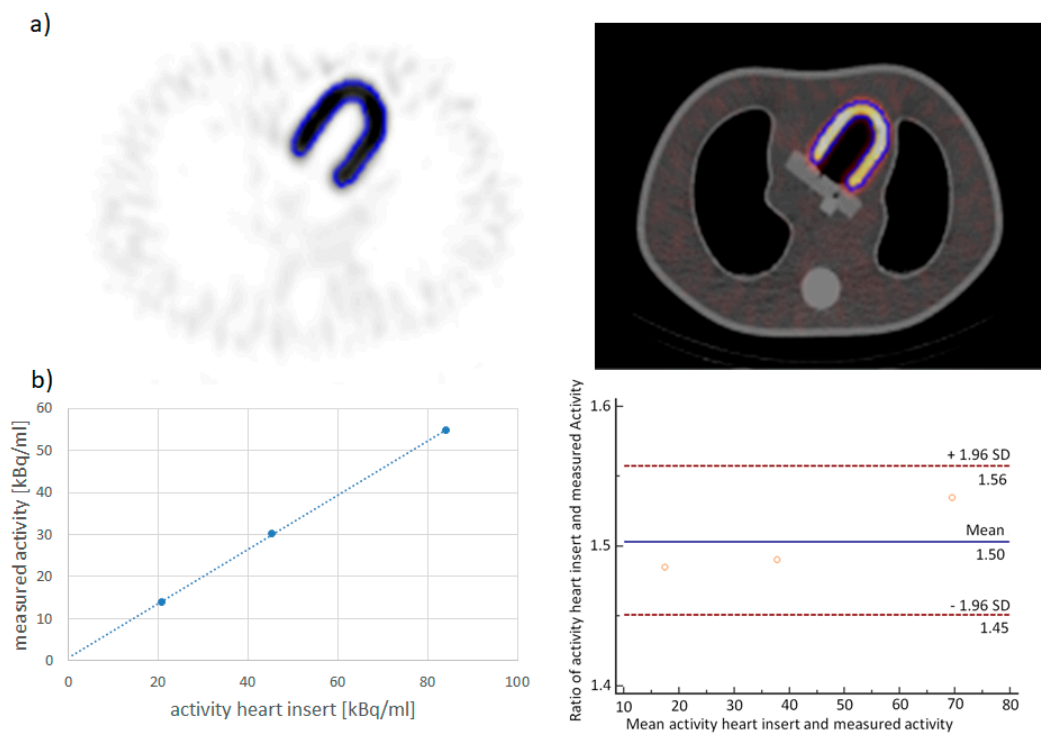 a)
b)
measured activity [kBq/ml]
60
50
40
30
20
10
0
0 20 40 60 80 100
activity heart insert [kBq/ml]
Ratio of activity heart insert and measured Activity
1.6
1.5
1.4
+ 1.96 SD
1.56
Mean
1.50
- 1.96 SD
1.45
10 20 30 40 50 60 70 80
Mean activity heart insert and measured activity